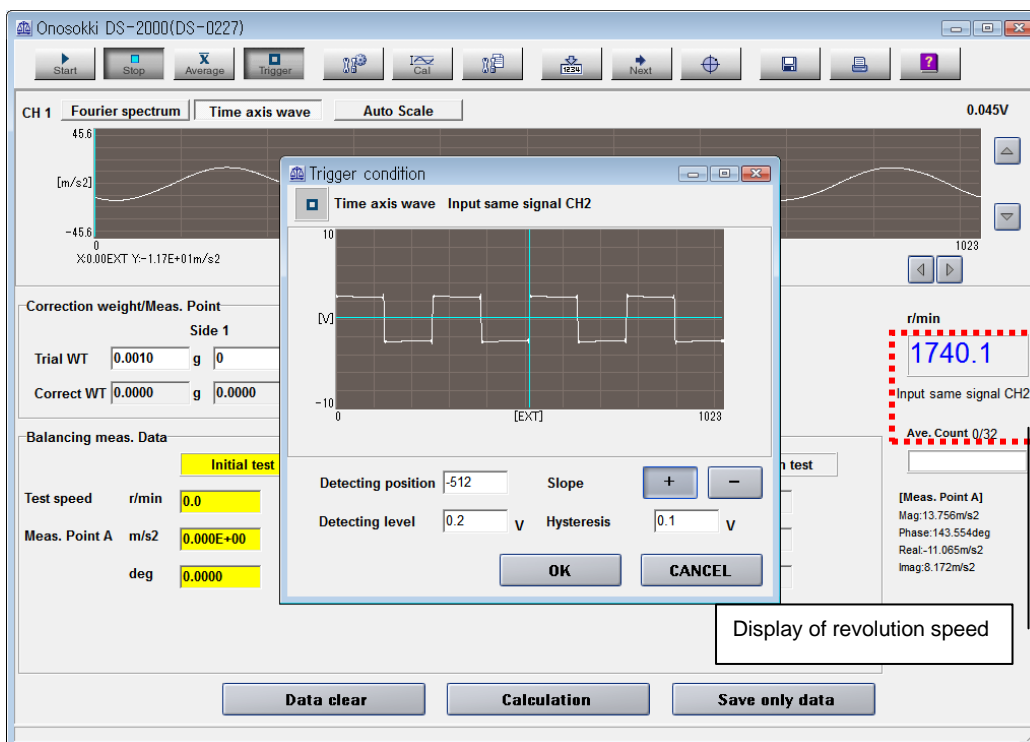 Onosokki DS-2000(DS-0227)
Start Stop X Average Trigger Cal 1234 Next ?
CH 1 Fourier spectrum Time axis wave Auto Scale 0.045V
45.6
[m/s2]
-45.6
0 1023
X:0.00EXT Y:-1.17E+01m/s2
Trigger condition
Time axis wave Input same signal CH2
10
[V]
-10
0 [EXT] 1023
Detecting position -512 Slope + -
Detecting level 0.2 V Hysteresis 0.1 V
OK CANCEL
Correction weight/Meas. Point
Side 1
Trial WT 0.0010 g 0
Correct WT 0.0000 g 0.0000
r/min
1740.1
Input same signal CH2
Ave. Count 0/32
Balancing meas. Data
Initial test
n test
Test speed r/min 0.0
Meas. Point A m/s2 0.000E+00
deg 0.0000
[Meas. Point A]
Mag:13.756m/s2
Phase:143.554deg
Real:-11.065m/s2
Imag:8.172m/s2
Display of revolution speed
Data clear Calculation Save only data